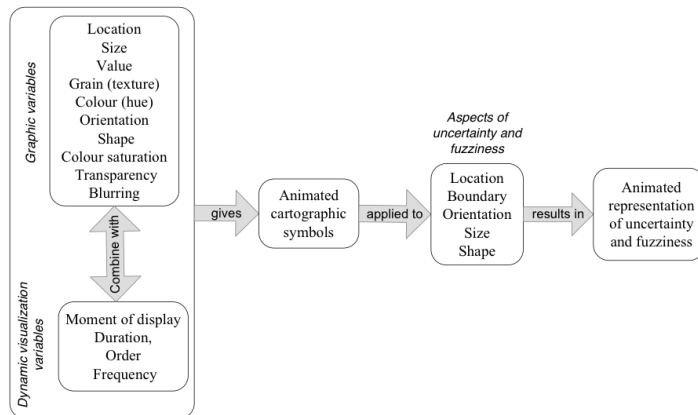 Graphic variables
Location
Size
Value
Grain (texture)
Colour (hue)
Orientation
Shape
Colour saturation
Transparency
Blurring
Combine with
Dynamic visualization
variables
Moment of display
Duration,
Order
Frequency
gives
Animated
cartographic
symbols
applied to
Aspects of
uncertainty and
fuzziness
Location
Boundary
Orientation
Size
Shape
results in
Animated
representation
of uncertainty
and fuzziness